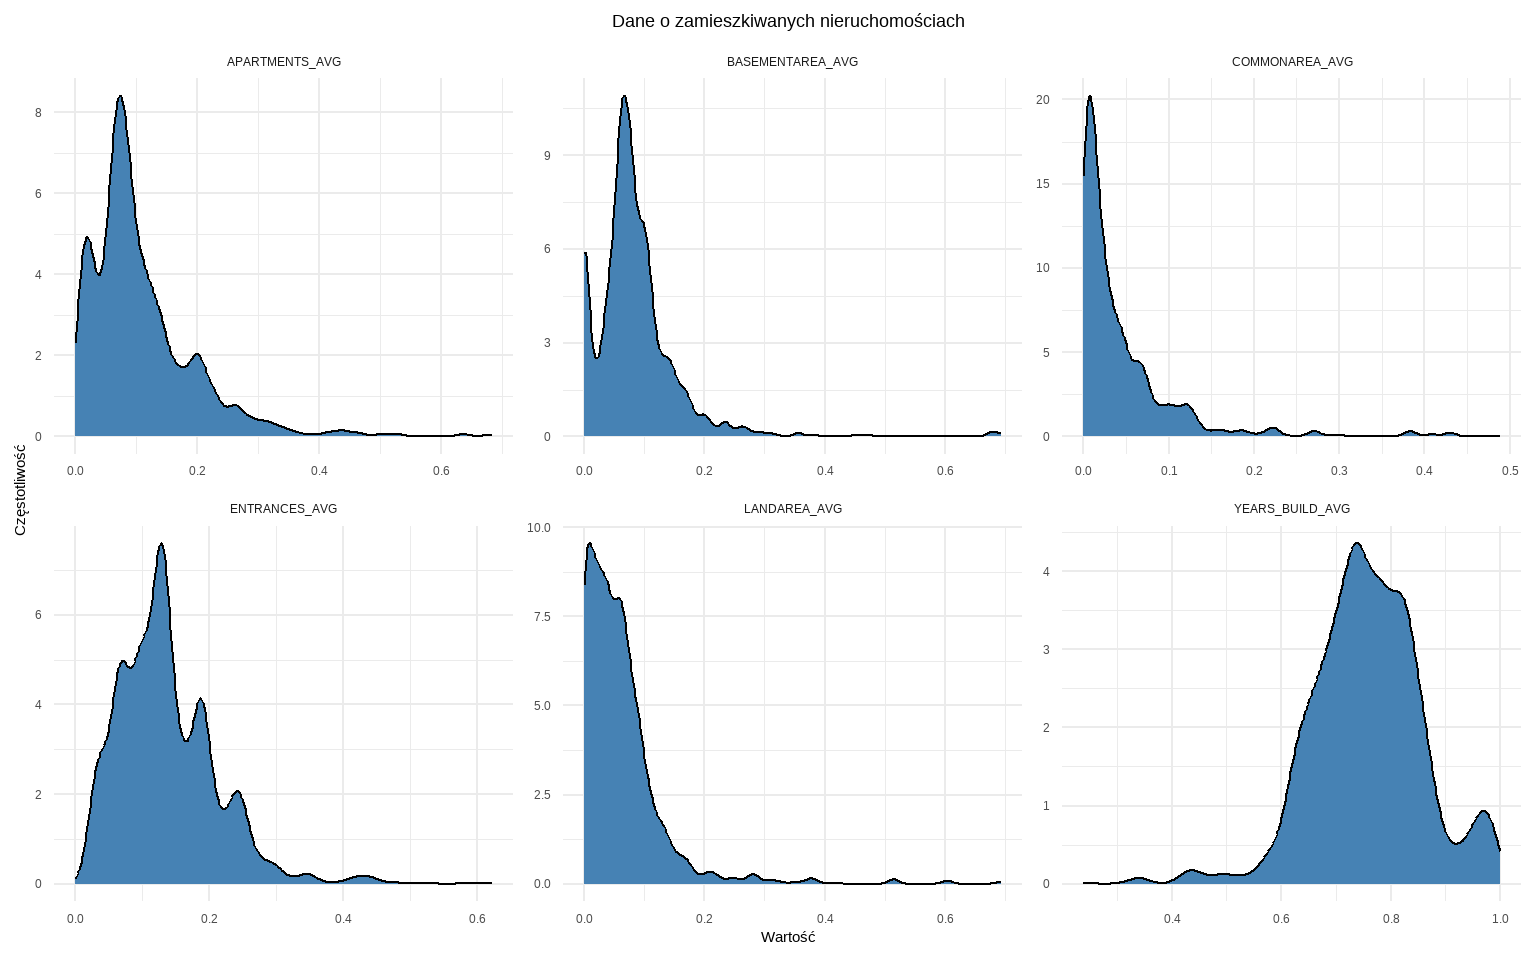 Dane o zamieszkiwanych nieruchomościach
APARTMENTS_AVG
BASEMENTAREA_AVG
COMMONAREA_AVG
8
6
4
2
0
0.0 0.2 0.4 0.6
9
6
3
0
0.0 0.2 0.4 0.6
20
15
10
5
0
0.0 0.1 0.2 0.3 0.4 0.5
Częstotliwość
ENTRANCES_AVG
LANDAREA_AVG
YEARS_BUILD_AVG
6
4
2
0
0.0 0.2 0.4 0.6
10.0
7.5
5.0
2.5
0.0
0.0 0.2 0.4 0.6
4
3
2
1
0
0.4 0.6 0.8 1.0
Wartość